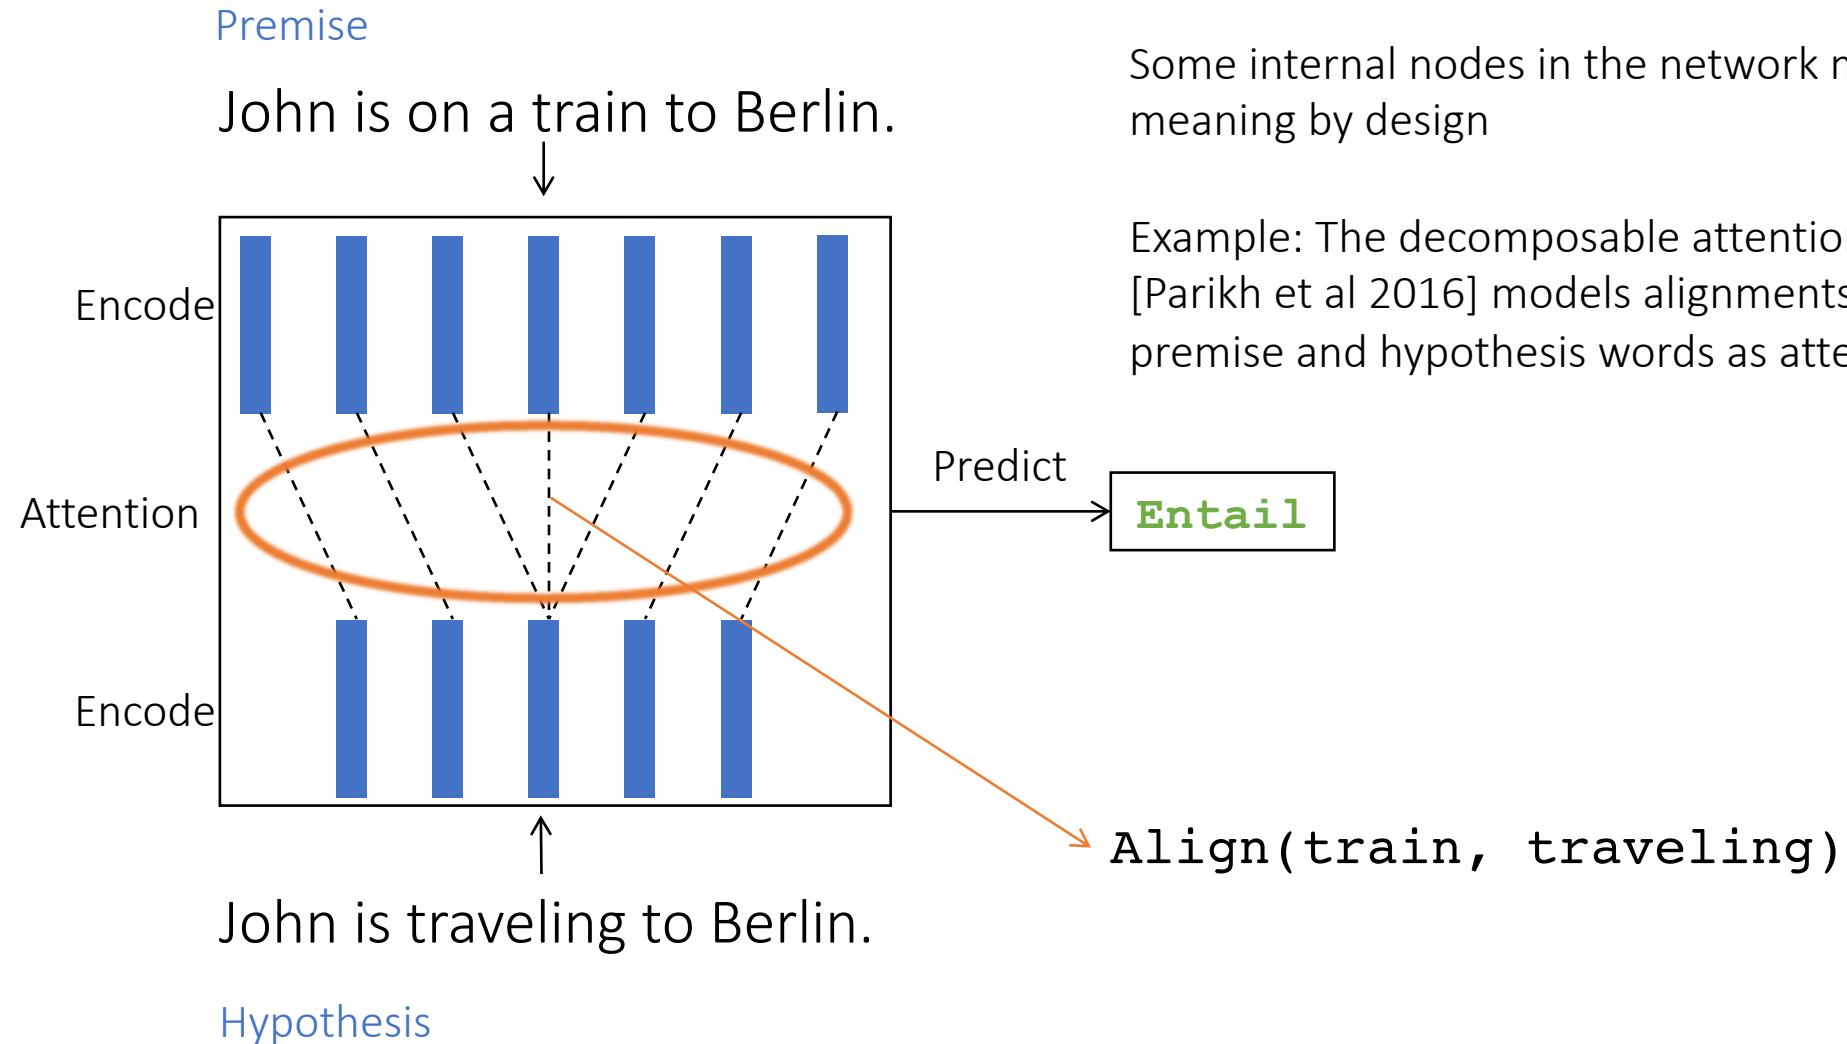 Premise
John is on a train to Berlin.
Some internal nodes in the network
meaning by design
Example: The decomposable
[Parikh et al 2016] models alignments
premise and hypothesis words as
Encode
Attention
Predict
Entail
Encode
Align(train, traveling)
John is traveling to Berlin.
Hypothesis